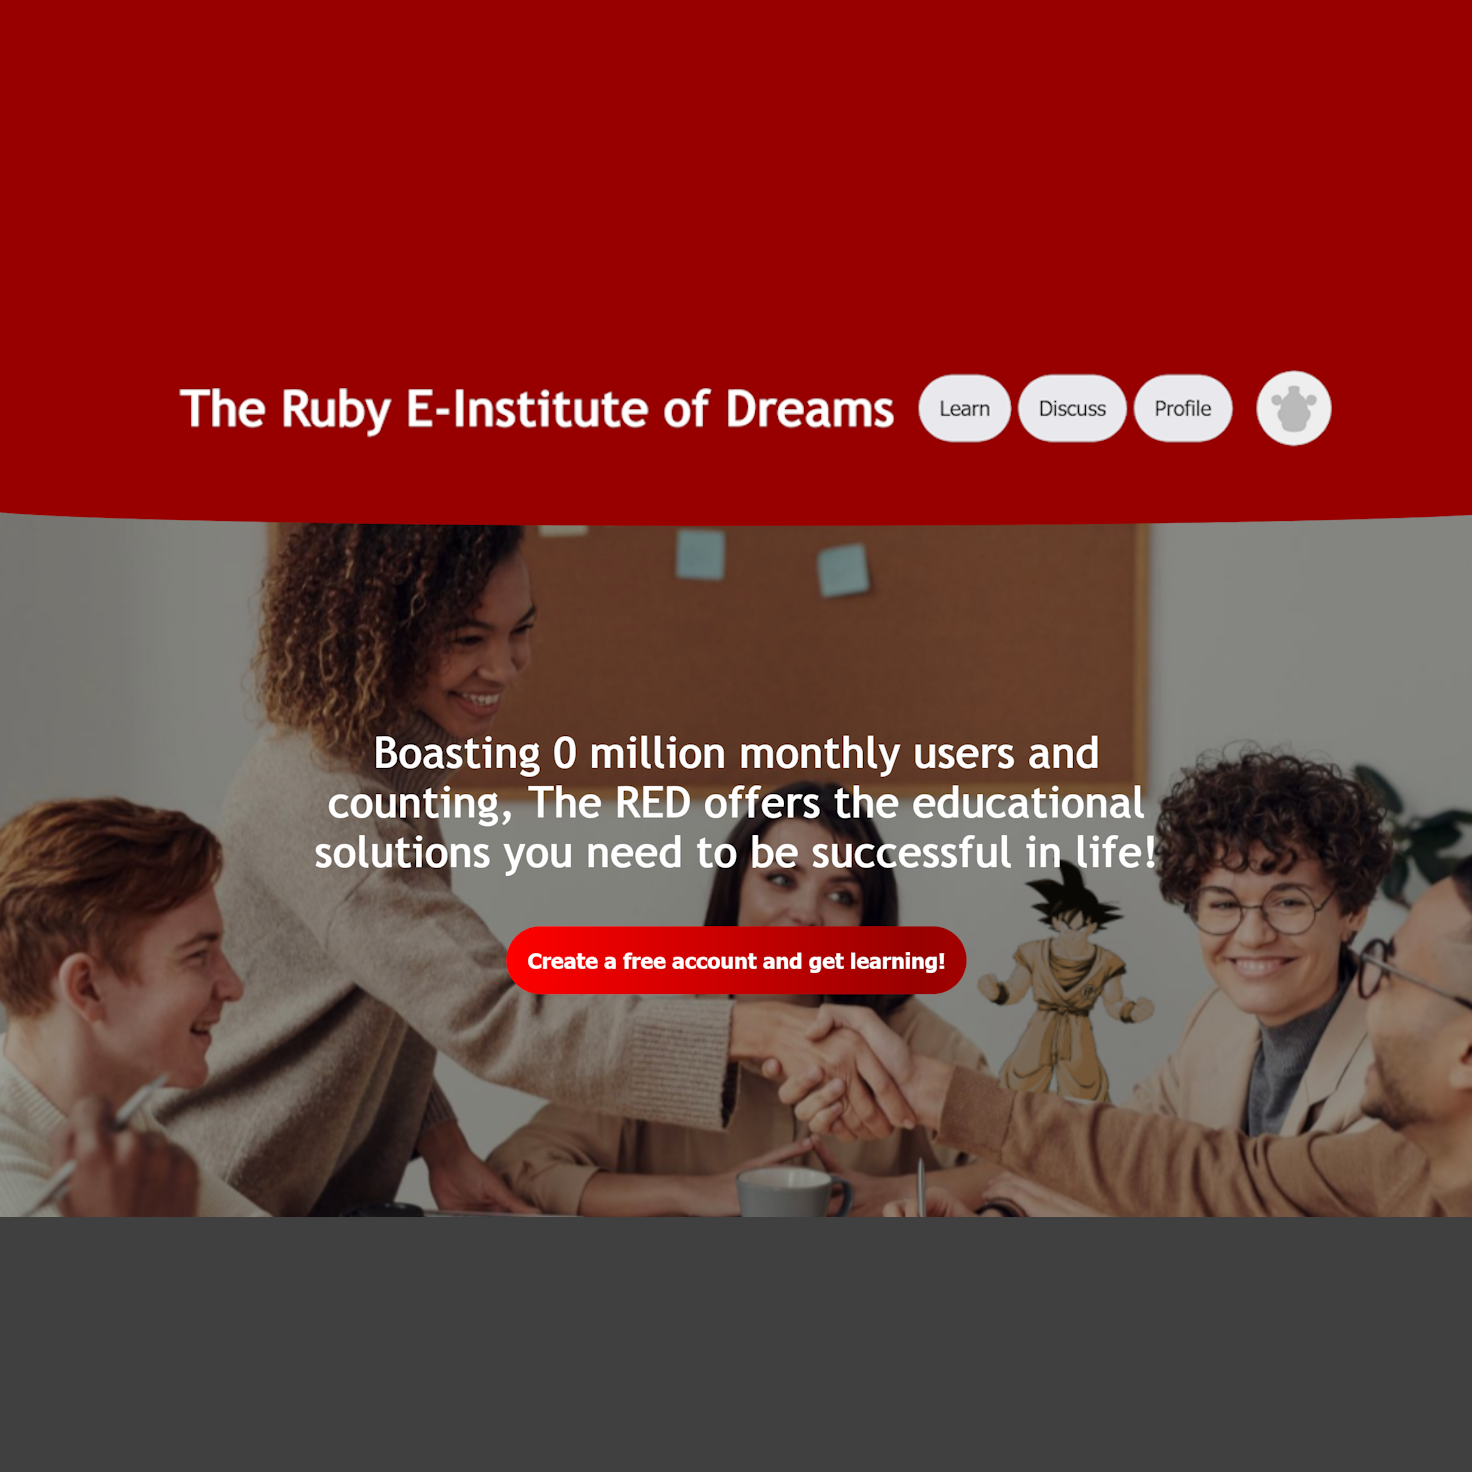 The Ruby E-Institute of Dreams
Learn
Discuss
Profile
Boasting 0 million monthly users and
counting, The RED offers the educational
solutions you need to be successful in life!
Create a free account and get learning!